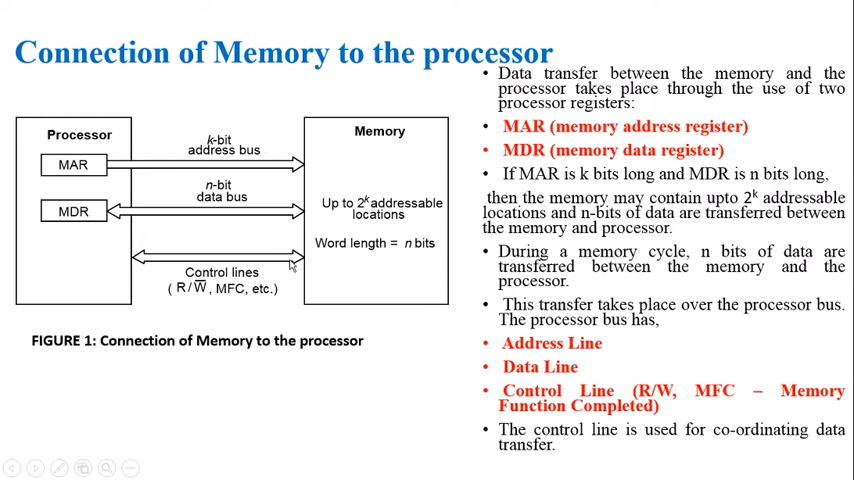 Connection of Memory to the processor
Processor
MAR
MDR
k-bit
address bus
n-bit
data bus
Control lines
( R/W̅, MFC, etc.)
Memory
Up to 2ᵏ addressable
locations
Word length = n bits
FIGURE 1: Connection of Memory to the processor
• Data transfer between the memory and the
processor takes place through the use of two
processor registers:
• MAR (memory address register)
• MDR (memory data register)
• If MAR is k bits long and MDR is n bits long,
then the memory may contain upto 2ᵏ addressable
locations and n-bits of data are transferred between
the memory and processor.
• During a memory cycle, n bits of data are
transferred between the memory and the
processor.
• This transfer takes place over the processor bus.
The processor bus has,
• Address Line
• Data Line
• Control Line (R/W, MFC – Memory
Function Completed)
• The control line is used for co-ordinating data
transfer.